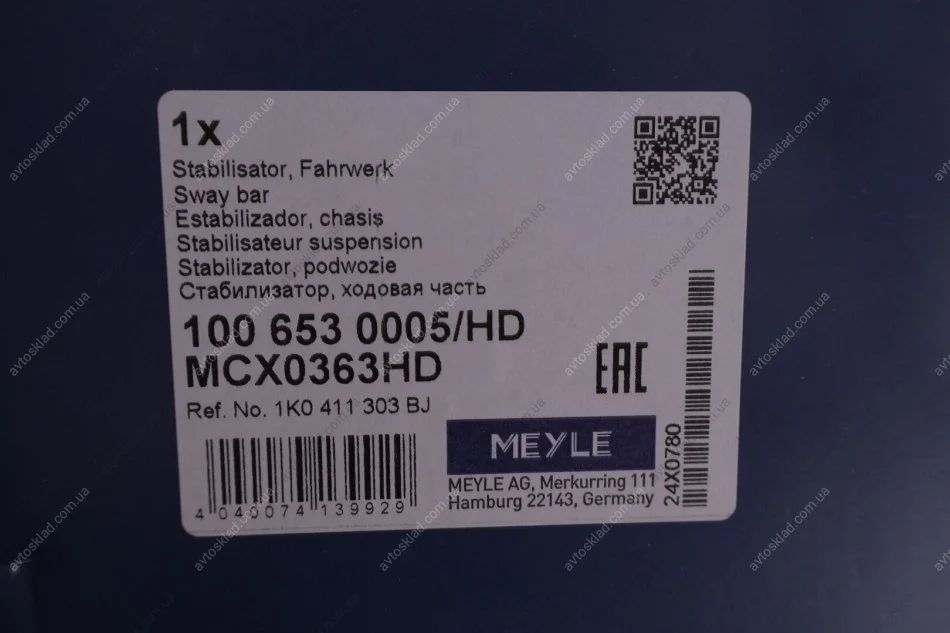 1x
Stabilisator, Fahrwerk
Sway bar
Estabilizador, chasis
Stabilisateur suspension
Stabilizator, podwozie
Стабилизатор, ходовая часть
100 653 0005/HD
MCX0363HD
EAC
Ref. No. 1K0 411 303 BJ
MEYLE
MEYLE AG, Merkurring 111
Hamburg 22143, Germany
24X0780
4 040074 139929
avtosklad.com.ua